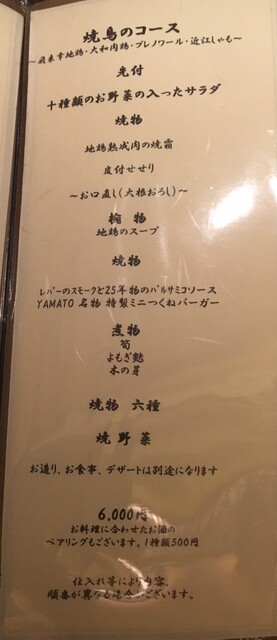 焼鳥のコース
～飛来幸地鶏・大和肉鶏・プレノワール・近江しゃも～
先付
十種類のお野菜の入ったサラダ
焼物
地鶏熟成肉の焼霜
皮付せせり
～お口直し(大根おろし)～
椀物
地鶏のスープ
焼物
レバーのスモークと25年物のバルサミコソース
YAMATO 名物 特製ミニつくねバーガー
煮物
筍
よもぎ麩
木の芽
焼物 六種
焼野菜
お造り、お食事、デザートは別途になります
6,000円
お料理に合わせたお酒の
ペアリングもございます。1種類500円
仕入れ等により内容、
順番が異なる場合がございます。